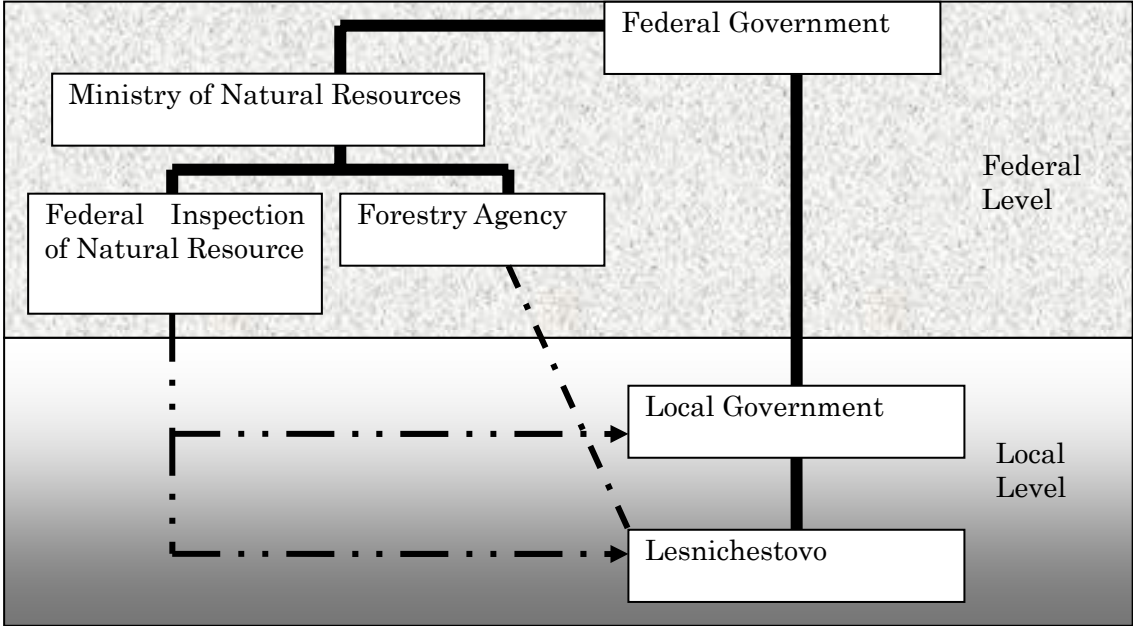 Federal Government
Ministry of Natural Resources
Federal Inspection
of Natural Resource
Forestry Agency
Federal
Level
Local Government
Local
Level
Lesnichestovo